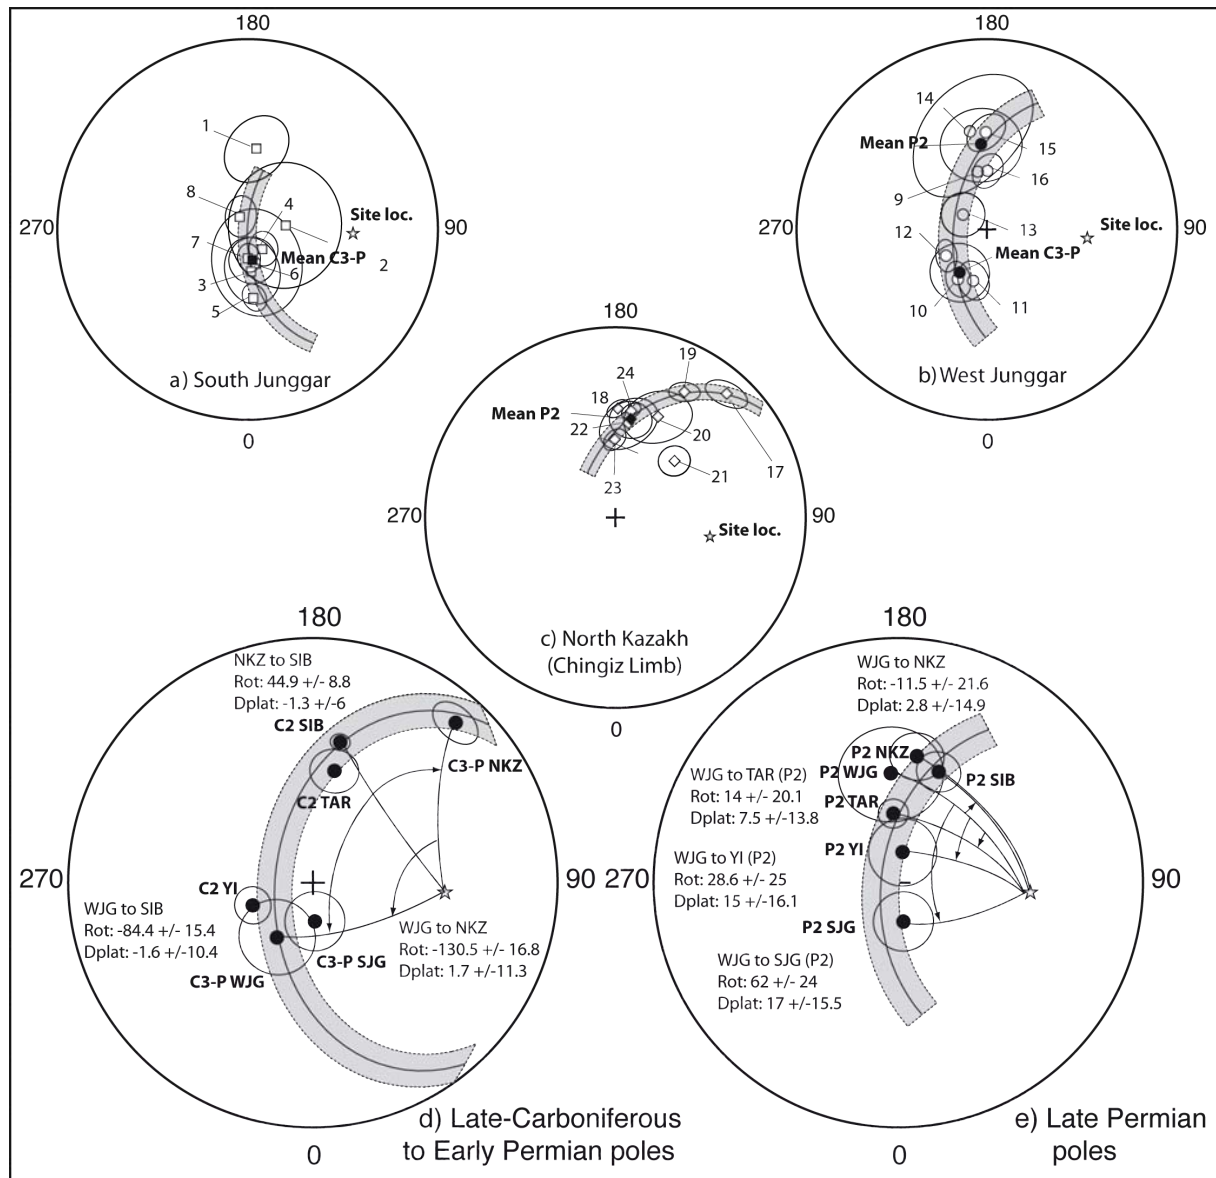 180
1
8
4
Site loc.
270
90
7
Mean C3-P
6
2
3
5
a) South Junggar
0
180
14
Mean P2
15
16
9
270
90
Site loc.
13
12
Mean C3-P
10
11
b) West Junggar
0
180
19
24
18
Mean P2
22
20
17
21
23
270
90
Site loc.
c) North Kazakh
(Chingiz Limb)
0
180
NKZ to SIB
Rot: 44.9 +/- 8.8
Dplat: -1.3 +/-6
C2 SIB
C3-P NKZ
C2 TAR
270
90
C2 YI
WJG to SIB
Rot: -84.4 +/- 15.4
Dplat: -1.6 +/-10.4
C3-P SJG
C3-P WJG
WJG to NKZ
Rot: -130.5 +/- 16.8
Dplat: 1.7 +/-11.3
d) Late-Carboniferous
to Early Permian poles
0
180
WJG to NKZ
Rot: -11.5 +/- 21.6
Dplat: 2.8 +/-14.9
P2 NKZ
P2 WJG
P2 SIB
WJG to TAR (P2)
Rot: 14 +/- 20.1
Dplat: 7.5 +/-13.8
P2 TAR
P2 YI
WJG to YI (P2)
Rot: 28.6 +/- 25
Dplat: 15 +/-16.1
270
90
P2 SJG
WJG to SJG (P2)
Rot: 62 +/- 24
Dplat: 17 +/-15.5
e) Late Permian
poles
0